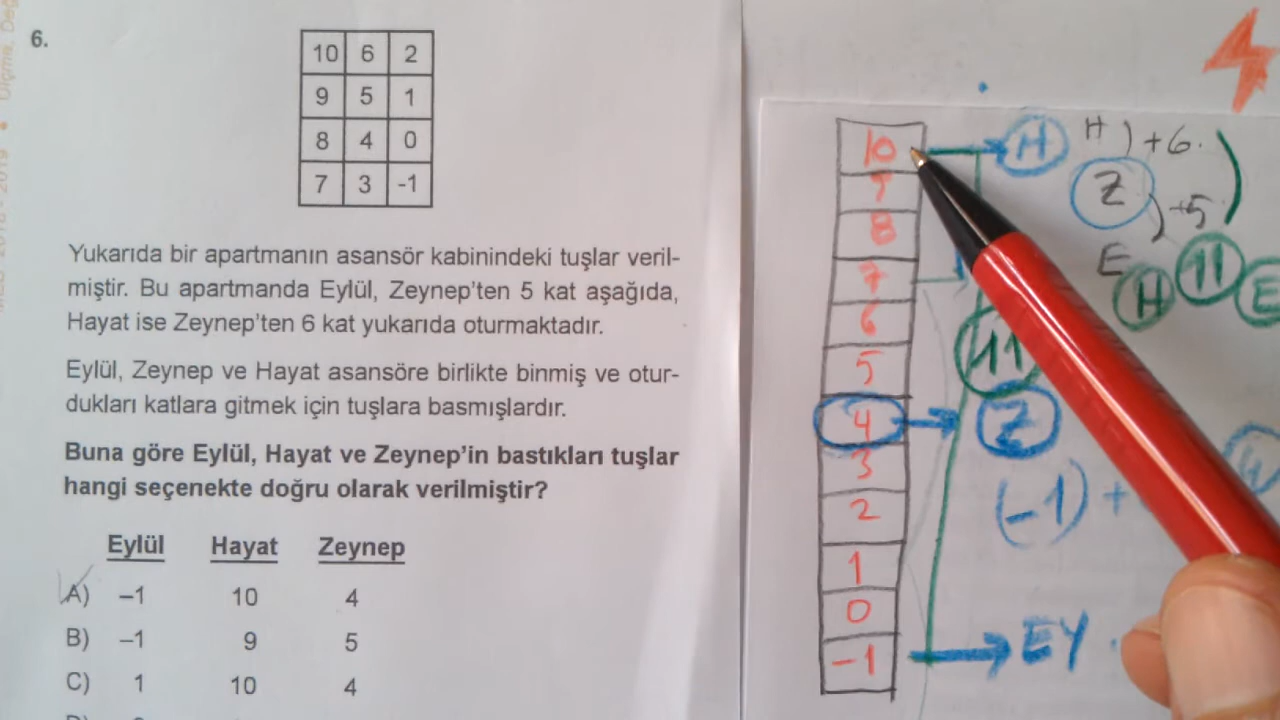 6.
10 6 2
9 5 1
8 4 0
7 3 -1
Yukarıda bir apartmanın asansör kabinindeki tuşlar veril-
miştir. Bu apartmanda Eylül, Zeynep'ten 5 kat aşağıda,
Hayat ise Zeynep'ten 6 kat yukarıda oturmaktadır.
Eylül, Zeynep ve Hayat asansöre birlikte binmiş ve otur-
dukları katlara gitmek için tuşlara basmışlardır.
Buna göre Eylül, Hayat ve Zeynep'in bastıkları tuşlar
hangi seçenekte doğru olarak verilmiştir?
Eylül Hayat Zeynep
A) –1 10 4
B) –1 9 5
C) 1 10 4
10
9
8
7
6
5
4
3
2
1
0
-1
H
Z
EY
11
(-1) +
H ) +6
Z ) +5
E
H 11 E